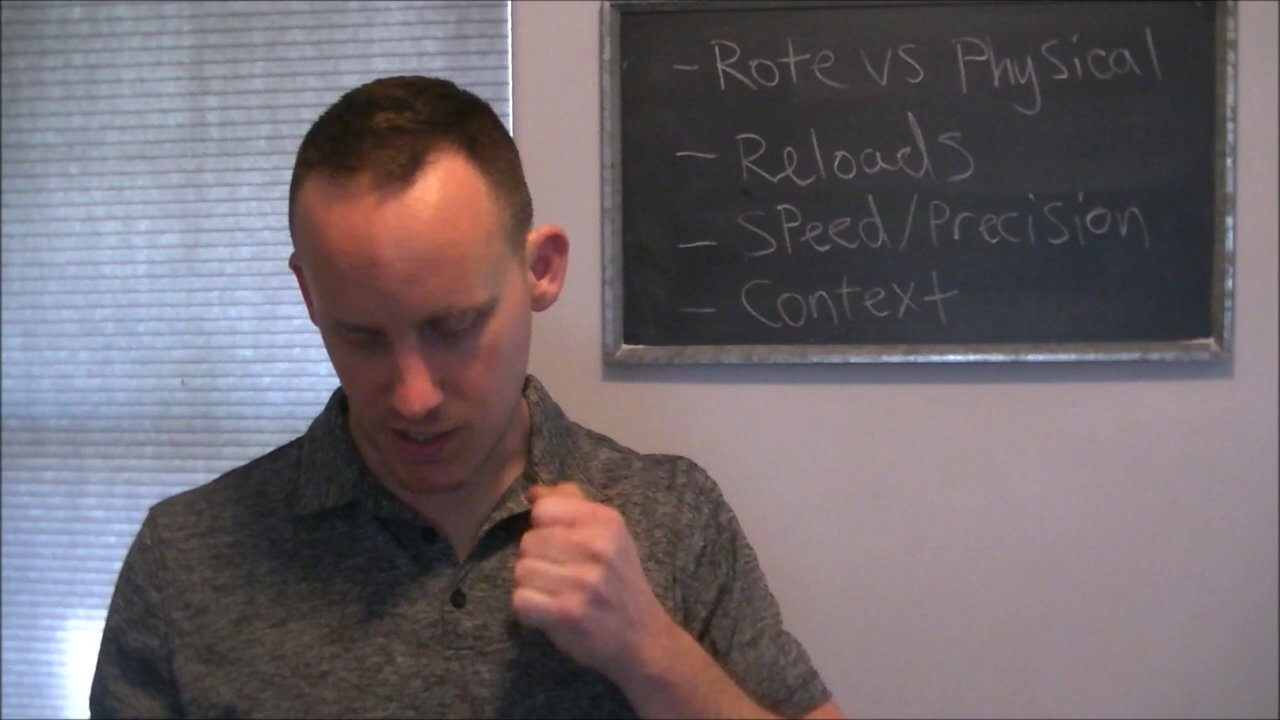 - Rote vs Physical
- Reloads
- Speed/Precision
- Context